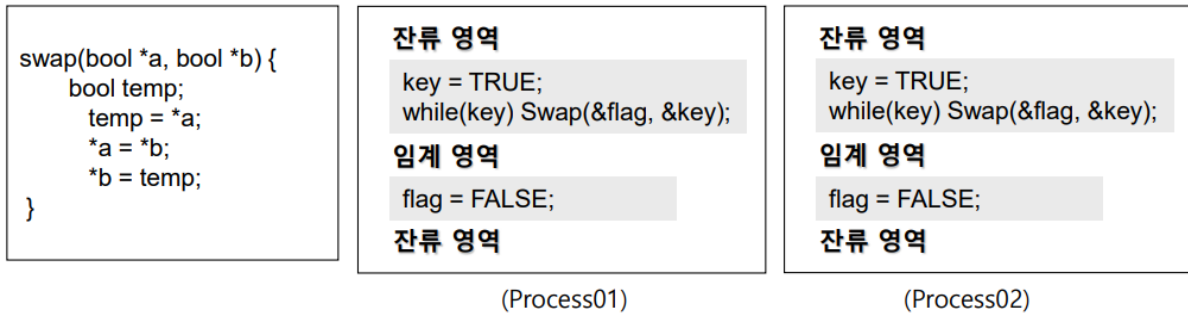 swap(bool *a, bool *b) {
bool temp;
temp = *a;
*a = *b;
*b = temp;
}
잔류 영역
key = TRUE;
while(key) Swap(&flag, &key);
임계 영역
flag = FALSE;
잔류 영역
(Process01)
잔류 영역
key = TRUE;
while(key) Swap(&flag, &key);
임계 영역
flag = FALSE;
잔류 영역
(Process02)